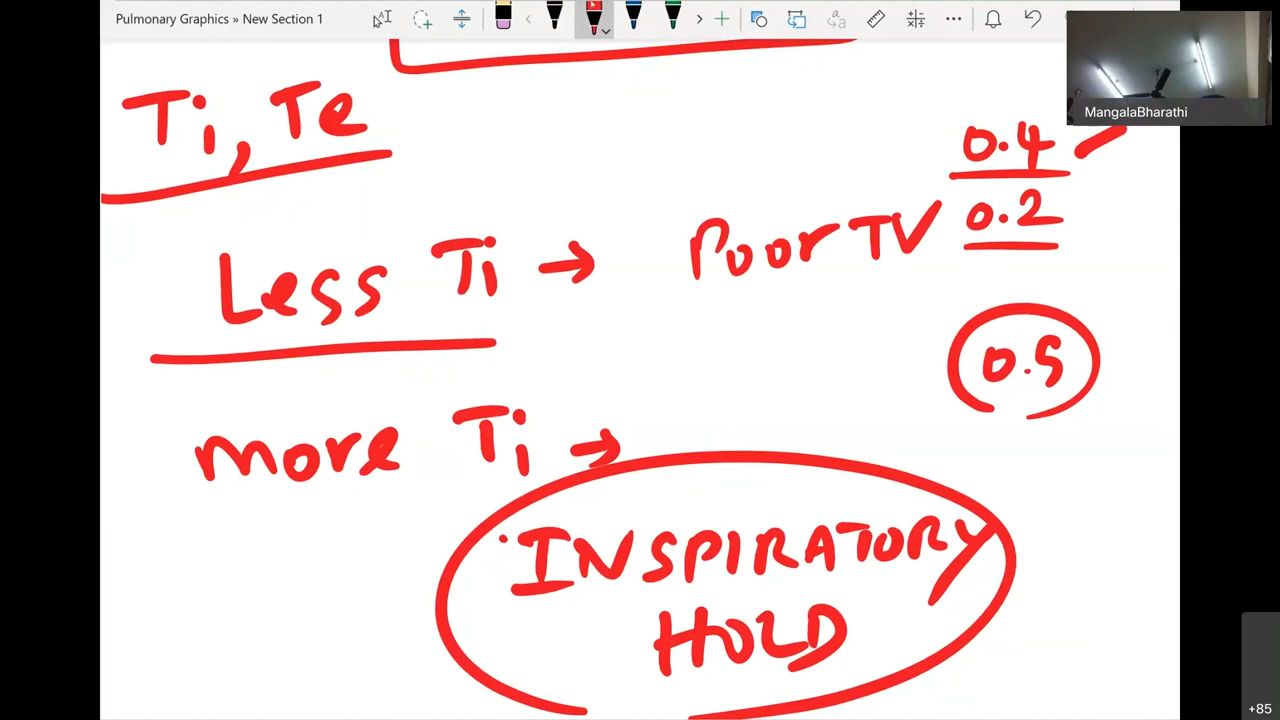 Pulmonary Graphics » New Section 1
MangalaBharathi
Ti, Te
0.4
0.2
Less Ti → Poor TV
0.5
more Ti →
INSPIRATORY
HOLD
+85